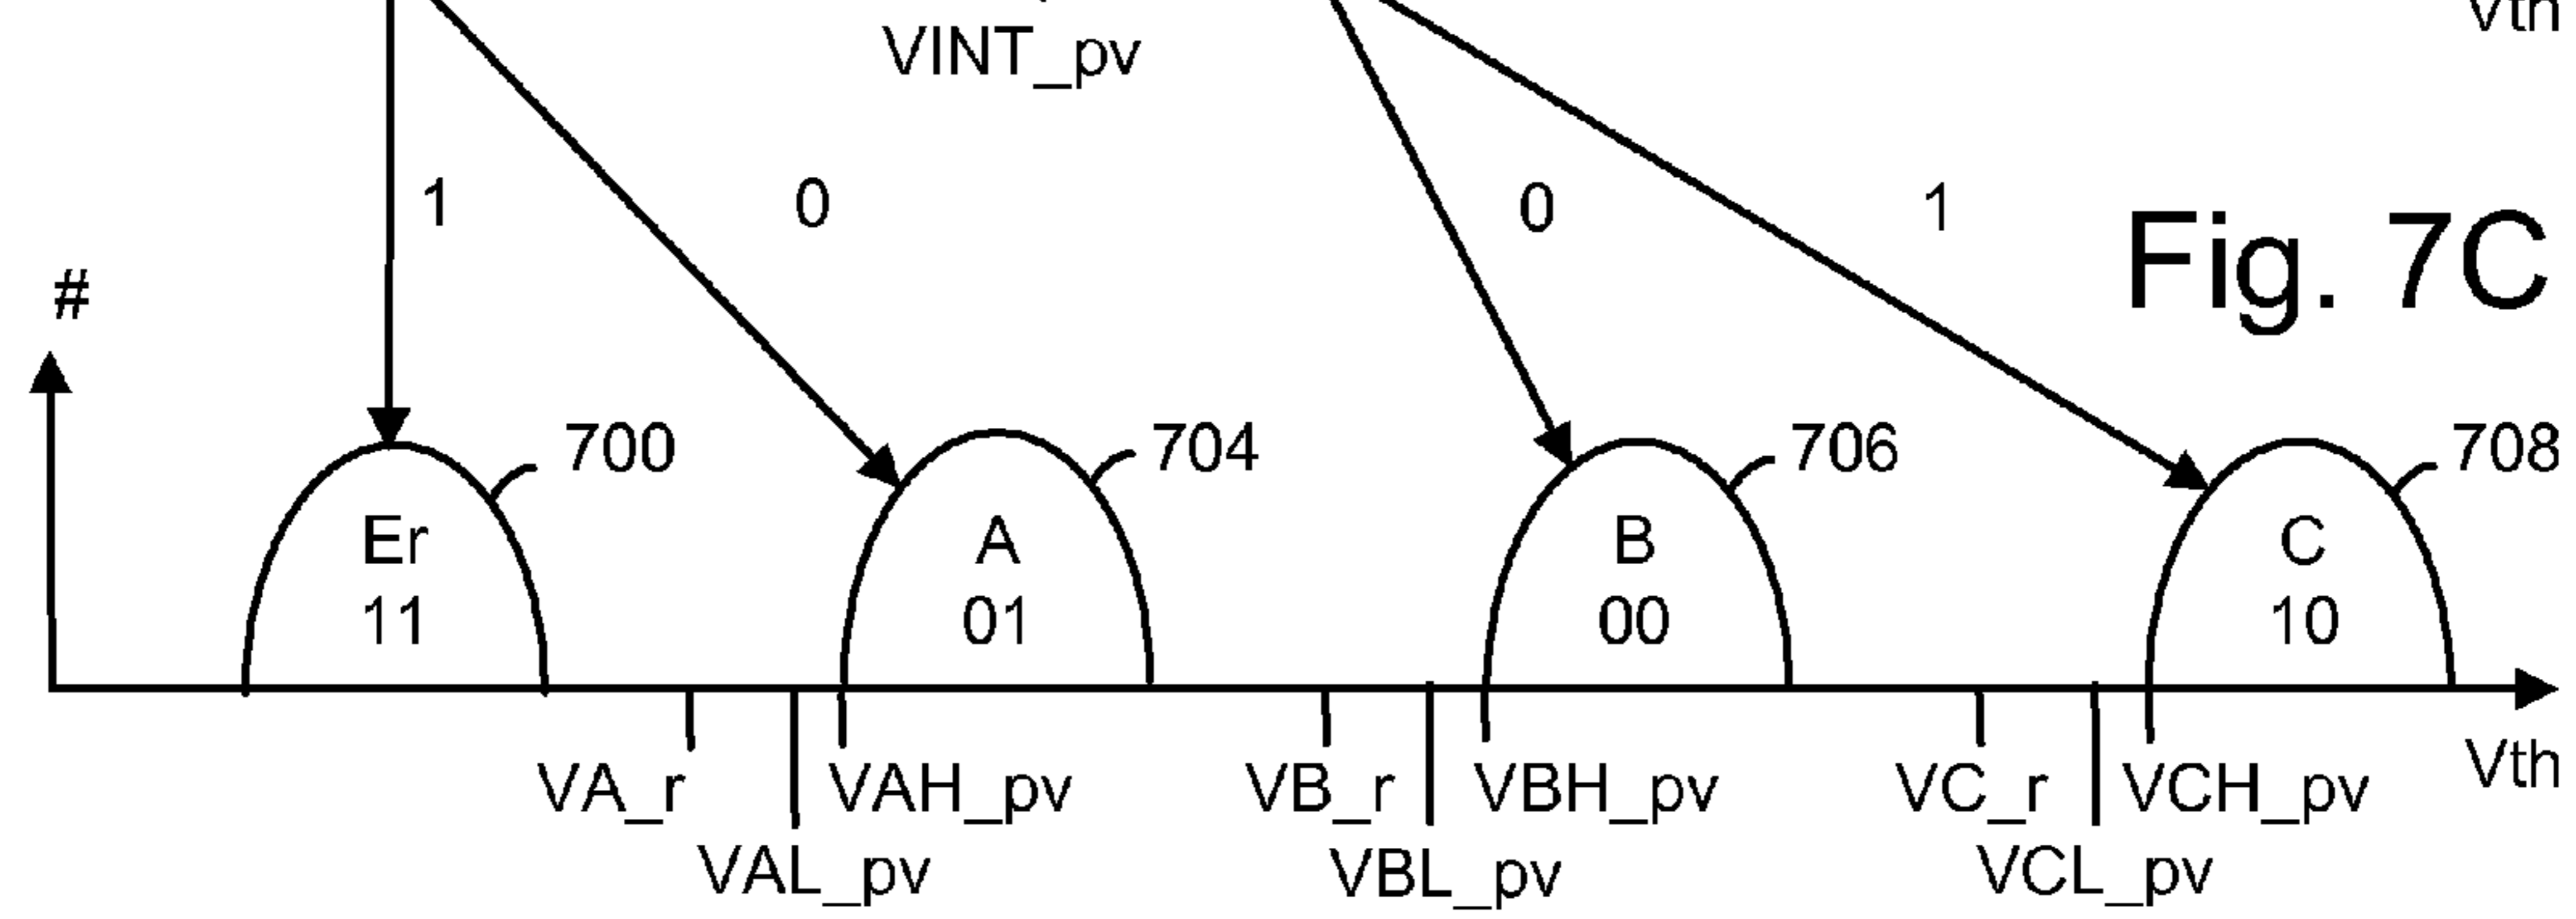 Vth
VINT_pv
1
0
0
1
Fig. 7C
#
700
704
706
708
Er
A
B
C
11
01
00
10
VA_r
VAH_pv
VB_r
VBH_pv
VC_r
VCH_pv
Vth
VAL_pv
VBL_pv
VCL_pv